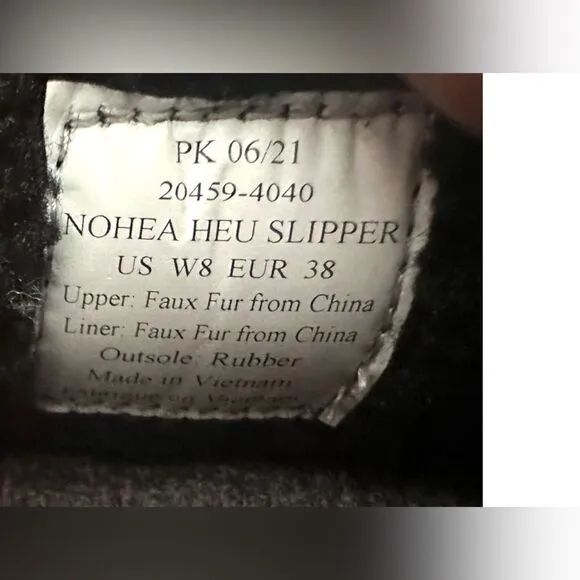 PK 06/21
20459-4040
NOHEA HEU SLIPPER
US W8 EUR 38
Upper: Faux Fur from China
Liner: Faux Fur from China
Outsole: Rubber
Made in Vietnam